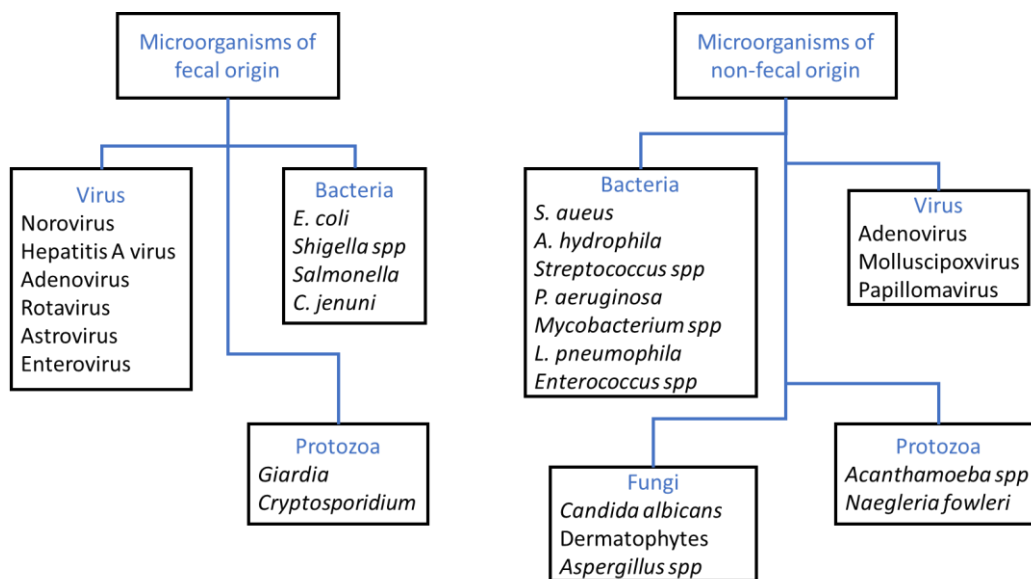 Microorganisms of
fecal origin
Virus
Norovirus
Hepatitis A virus
Adenovirus
Rotavirus
Astrovirus
Enterovirus
Bacteria
E. coli
Shigella spp
Salmonella
C. jenuni
Protozoa
Giardia
Cryptosporidium
Microorganisms of
non-fecal origin
Bacteria
S. aueus
A. hydrophila
Streptococcus spp
P. aeruginosa
Mycobacterium spp
L. pneumophila
Enterococcus spp
Virus
Adenovirus
Molluscipoxvirus
Papillomavirus
Fungi
Candida albicans
Dermatophytes
Aspergillus spp
Protozoa
Acanthamoeba spp
Naegleria fowleri